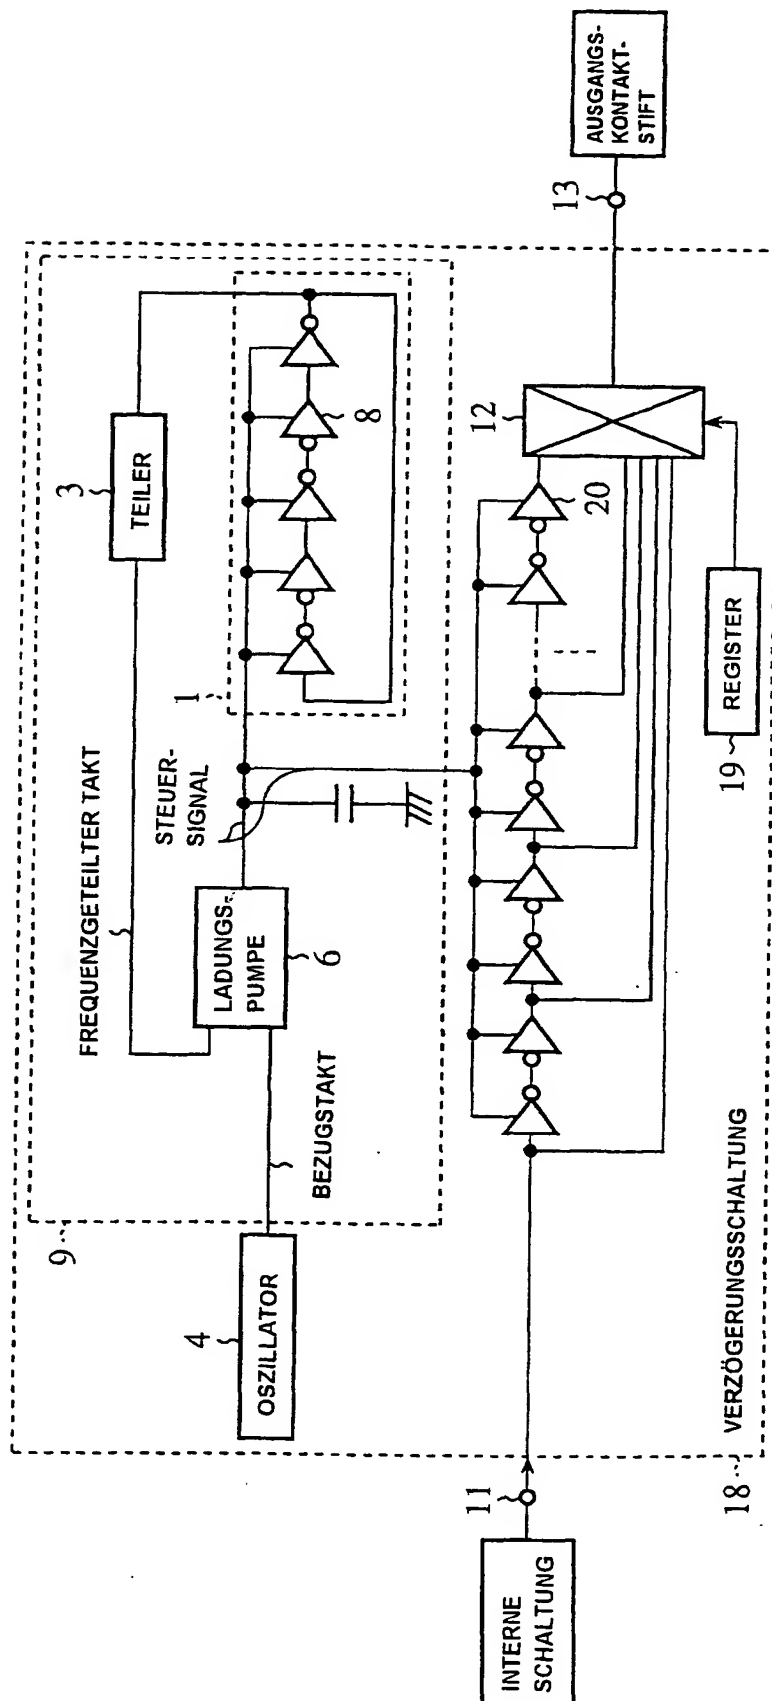 FREQUENZGETEILTER TAKT
3
TEILER
STEUER-
SIGNAL
1
8
LADUNGS-
PUMPE
6
BEZUGSTAKT
9
4
OSZILLATOR
12
20
13
AUSGANGS-
KONTAKT-
STIFT
11
INTERNE
SCHALTUNG
19
REGISTER
18
VERZÖGERUNGSSCHALTUNG